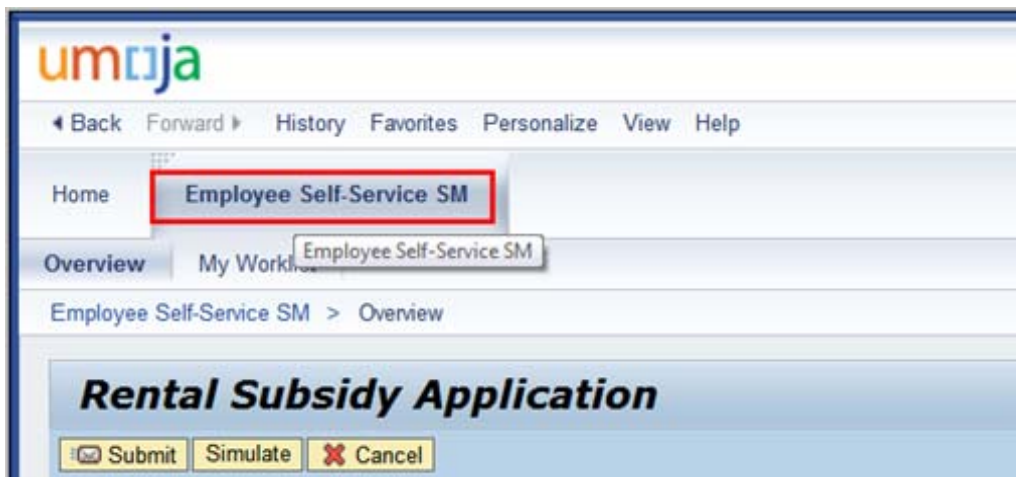 umoja
Back Forward History Favorites Personalize View Help
Home Employee Self-Service SM
Employee Self-Service SM
Overview My
Employee Self-Service SM > Overview
Rental Subsidy Application
Submit Simulate Cancel